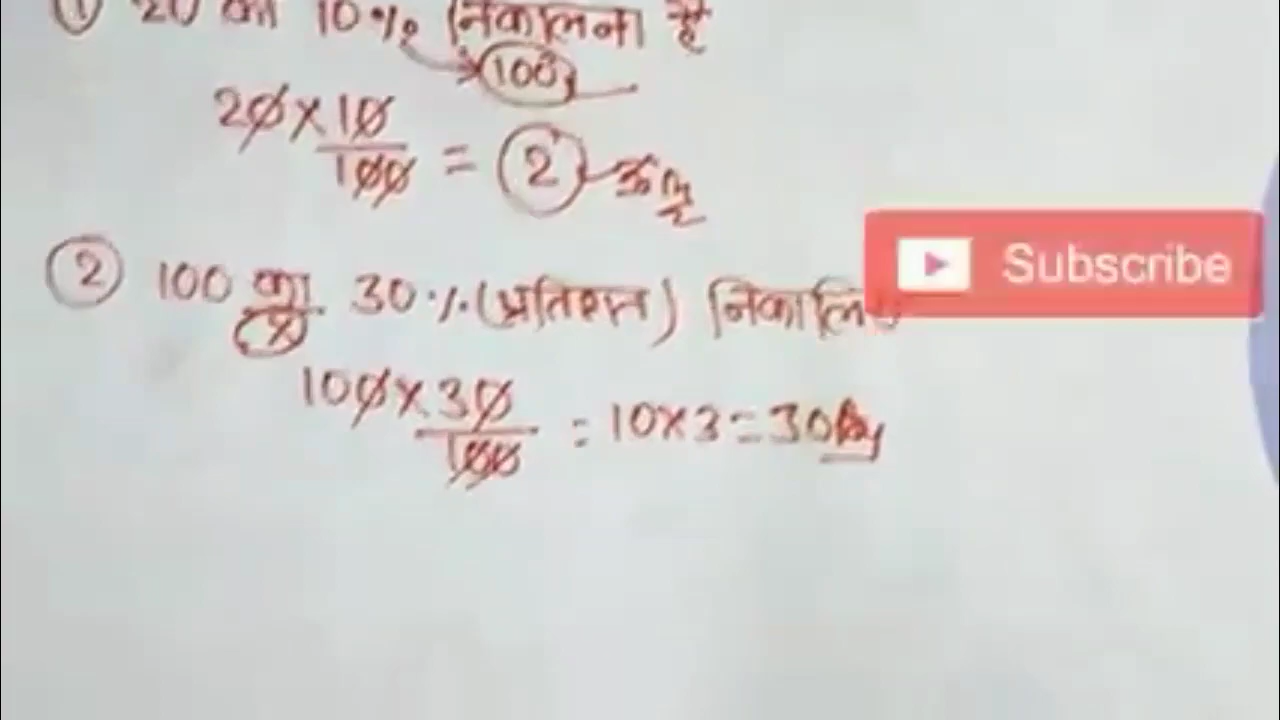 ① 20 का 10% निकालना है
100
20 × 10 / 100 = 2
② 100 का 30% (प्रतिशत)
(×)
100 × 30 / 100 = 10 × 3 = 30
Subscribe